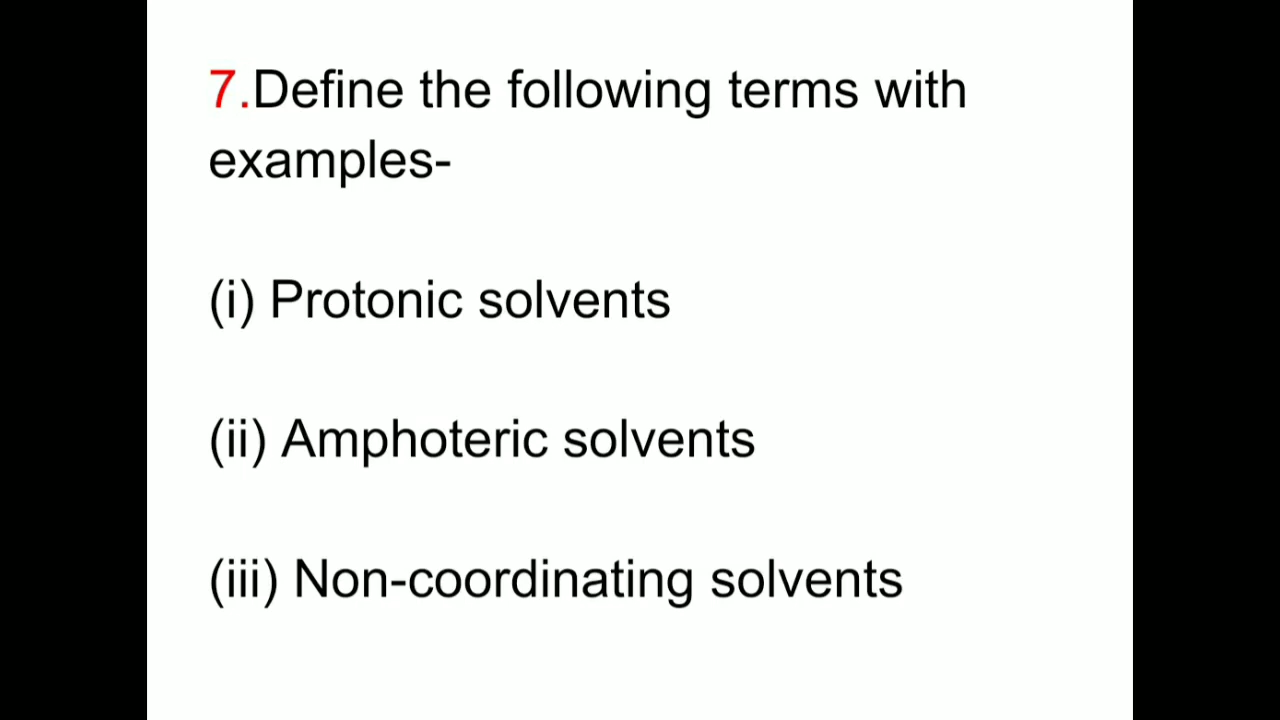 7.Define the following terms with
examples-
(i) Protonic solvents
(ii) Amphoteric solvents
(iii) Non-coordinating solvents